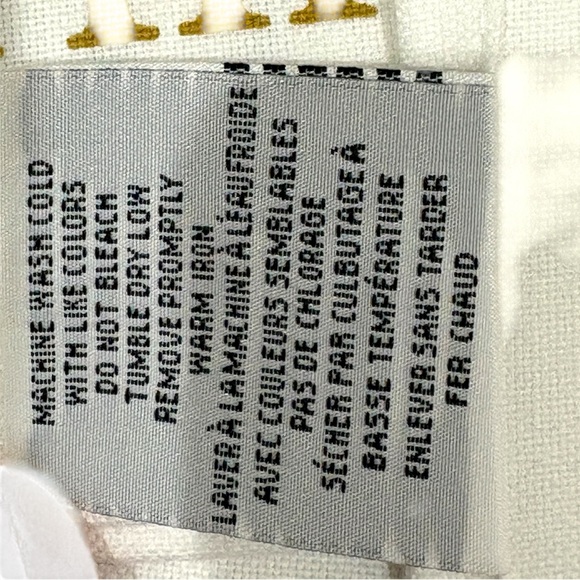 MACHINE WASH COLD
WITH LIKE COLORS
DO NOT BLEACH
TUMBLE DRY LOW
REMOVE PROMPTLY
WARM IRON
LAVER À LA MACHINE À L'EAU FROIDE
AVEC COULEURS SEMBLABLES
PAS DE CHLORAGE
SÉCHER PAR CULBUTAGE À
BASSE TEMPÉRATURE
ENLEVER SANS TARDER
FER CHAUD